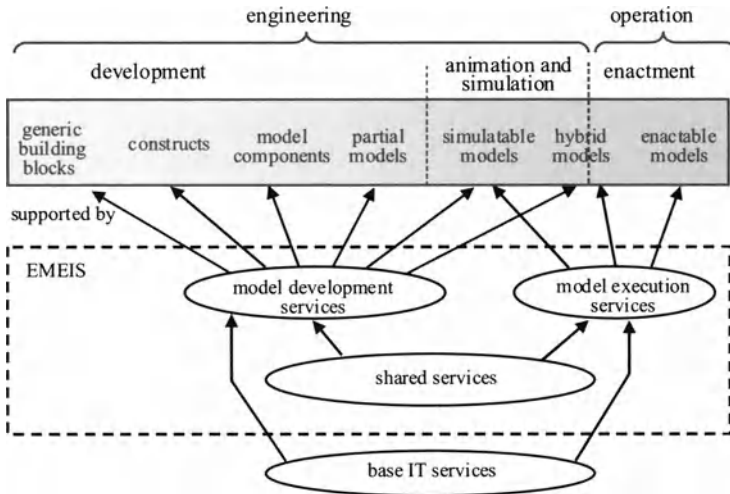 engineering
operation
development
animation and
simulation
enactment
generic
building
blocks
constructs
model
components
partial
models
simulatable
models
hybrid
models
enactable
models
supported by
EMEIS
model development
services
model execution
services
shared services
base IT services